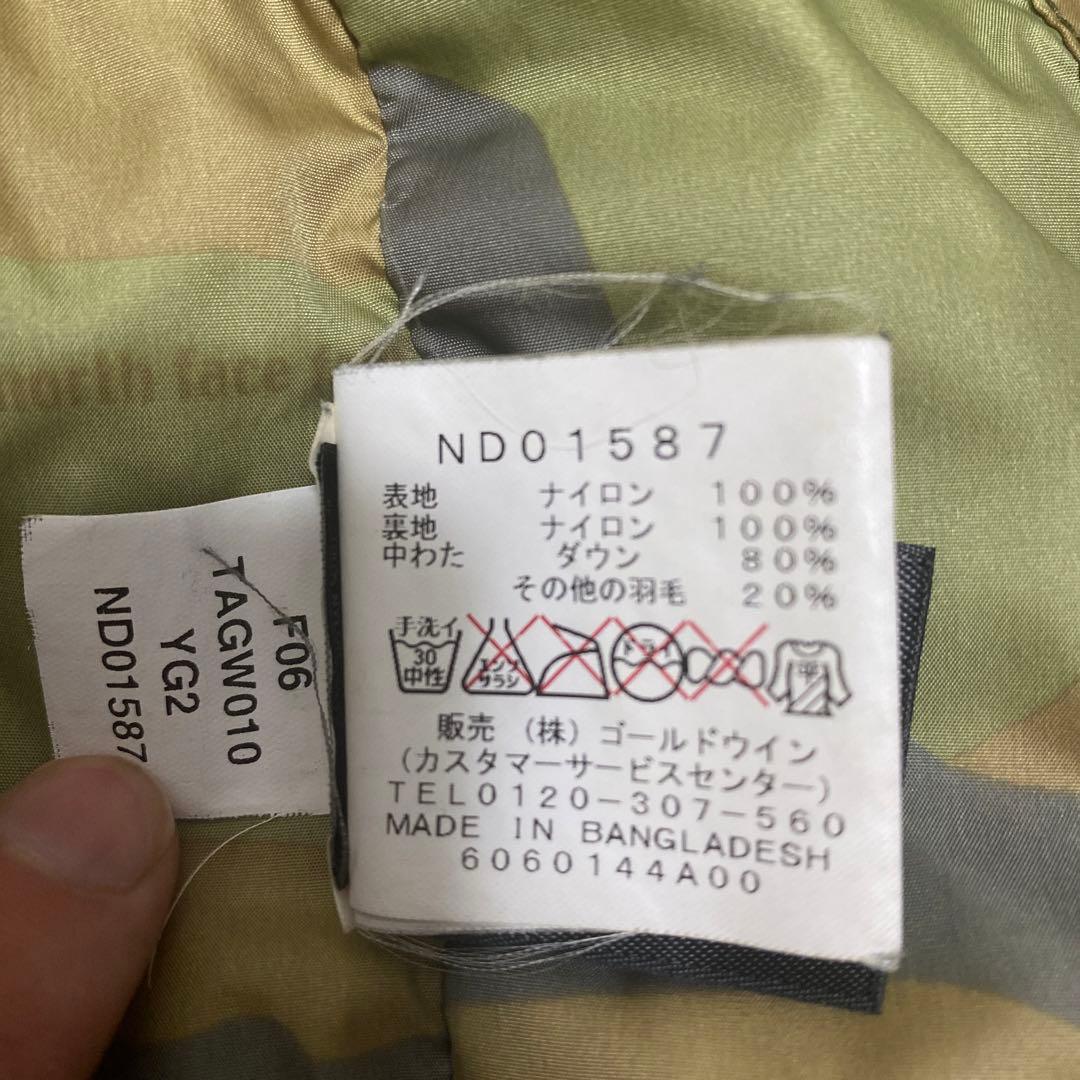 north face
ND01587
表地 ナイロン 100%
裏地 ナイロン 100%
中わた ダウン 80%
その他の羽毛 20%
手洗イ
30
中性
エンソ
サラシ
ドライ
平
販売 (株) ゴールドウイン
(カスタマーサービスセンター)
TEL0120-307-560
MADE IN BANGLADESH
6060144A00
F06
TAGW010
YG2
ND01587